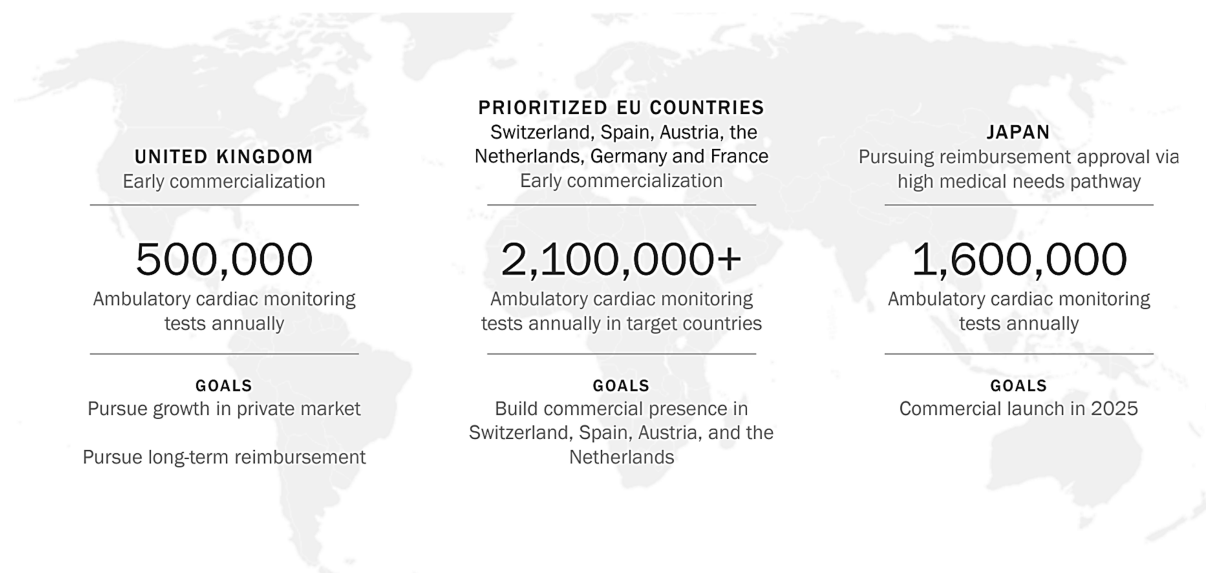 UNITED KINGDOM
Early commercialization
500,000
Ambulatory cardiac monitoring
tests annually
GOALS
Pursue growth in private market
Pursue long-term reimbursement
PRIORITIZED EU COUNTRIES
Switzerland, Spain, Austria, the
Netherlands, Germany and France
Early commercialization
2,100,000+
Ambulatory cardiac monitoring
tests annually in target countries
GOALS
Build commercial presence in
Switzerland, Spain, Austria, and the
Netherlands
JAPAN
Pursuing reimbursement approval via
high medical needs pathway
1,600,000
Ambulatory cardiac monitoring
tests annually
GOALS
Commercial launch in 2025